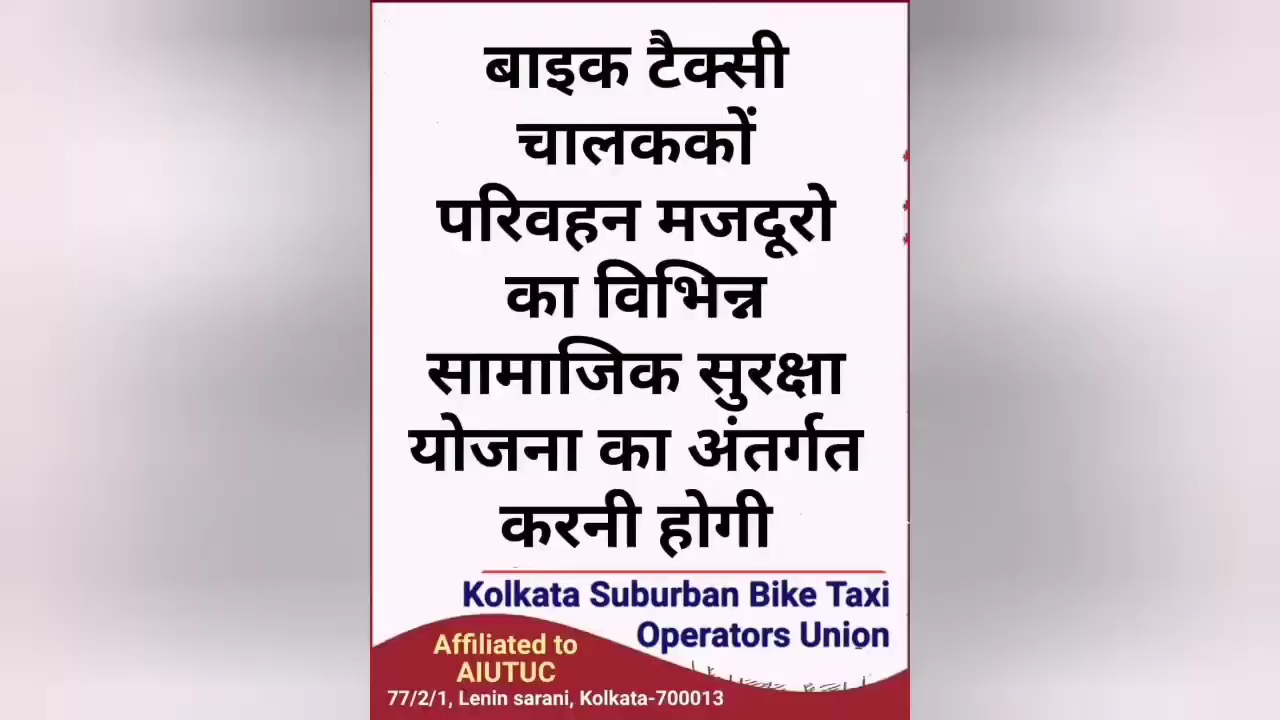 बाइक टैक्सी
चालककों
परिवहन मजदूरो
का विभिन्न
सामाजिक सुरक्षा
योजना का अंतर्गत
करनी होगी
Kolkata Suburban Bike Taxi
Operators Union
Affiliated to
AIUTUC
77/2/1, Lenin sarani, Kolkata-700013